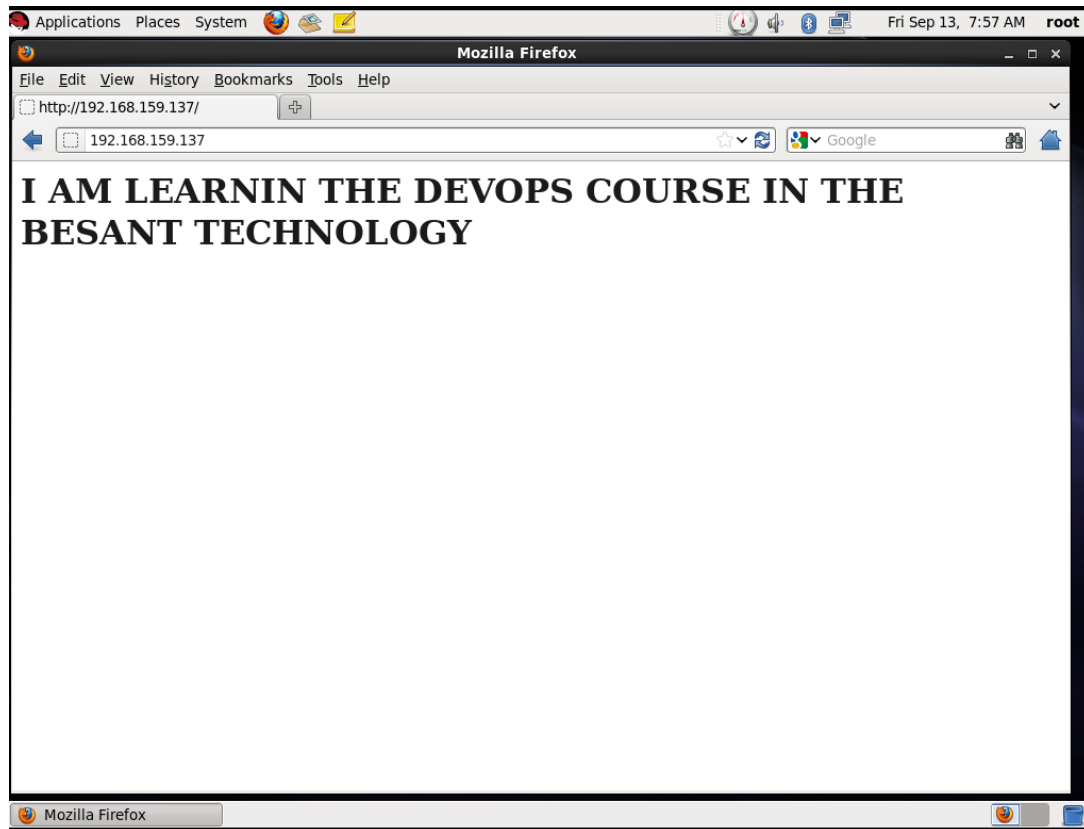 Applications Places System Fri Sep 13, 7:57 AM root
Mozilla Firefox
File Edit View History Bookmarks Tools Help
http://192.168.159.137/
192.168.159.137 Google
I AM LEARNIN THE DEVOPS COURSE IN THE
BESANT TECHNOLOGY
Mozilla Firefox